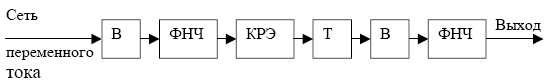 Сеть
переменного
тока
В ФНЧ КРЭ Т В ФНЧ
Выход